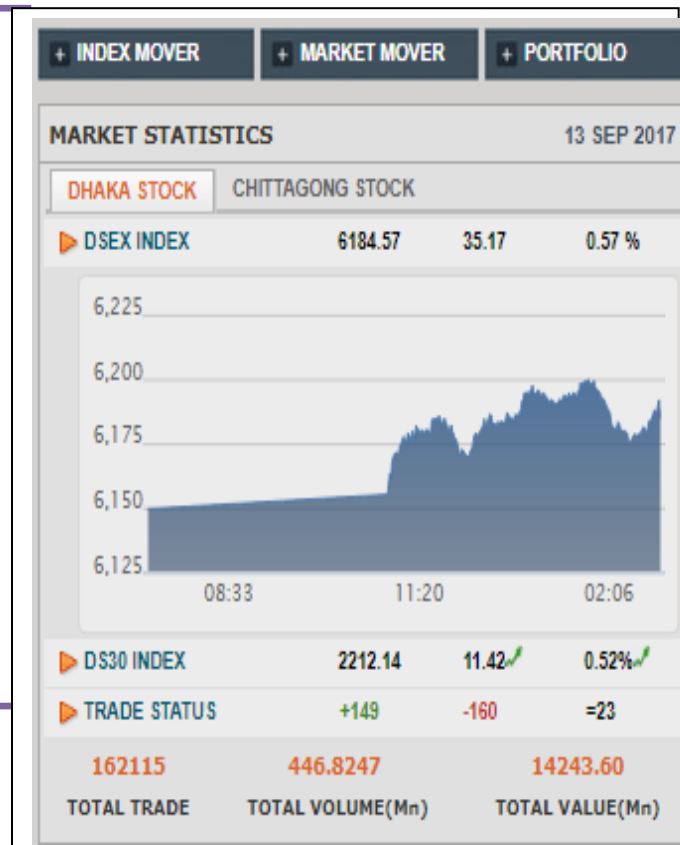 + INDEX MOVER + MARKET MOVER + PORTFOLIO
MARKET STATISTICS 13 SEP 2017
DHAKA STOCK CHITTAGONG STOCK
DSEX INDEX 6184.57 35.17 0.57 %
6,225
6,200
6,175
6,150
6,125
08:33 11:20 02:06
DS30 INDEX 2212.14 11.42 0.52%
TRADE STATUS +149 -160 =23
162115 446.8247 14243.60
TOTAL TRADE TOTAL VOLUME(Mn) TOTAL VALUE(Mn)